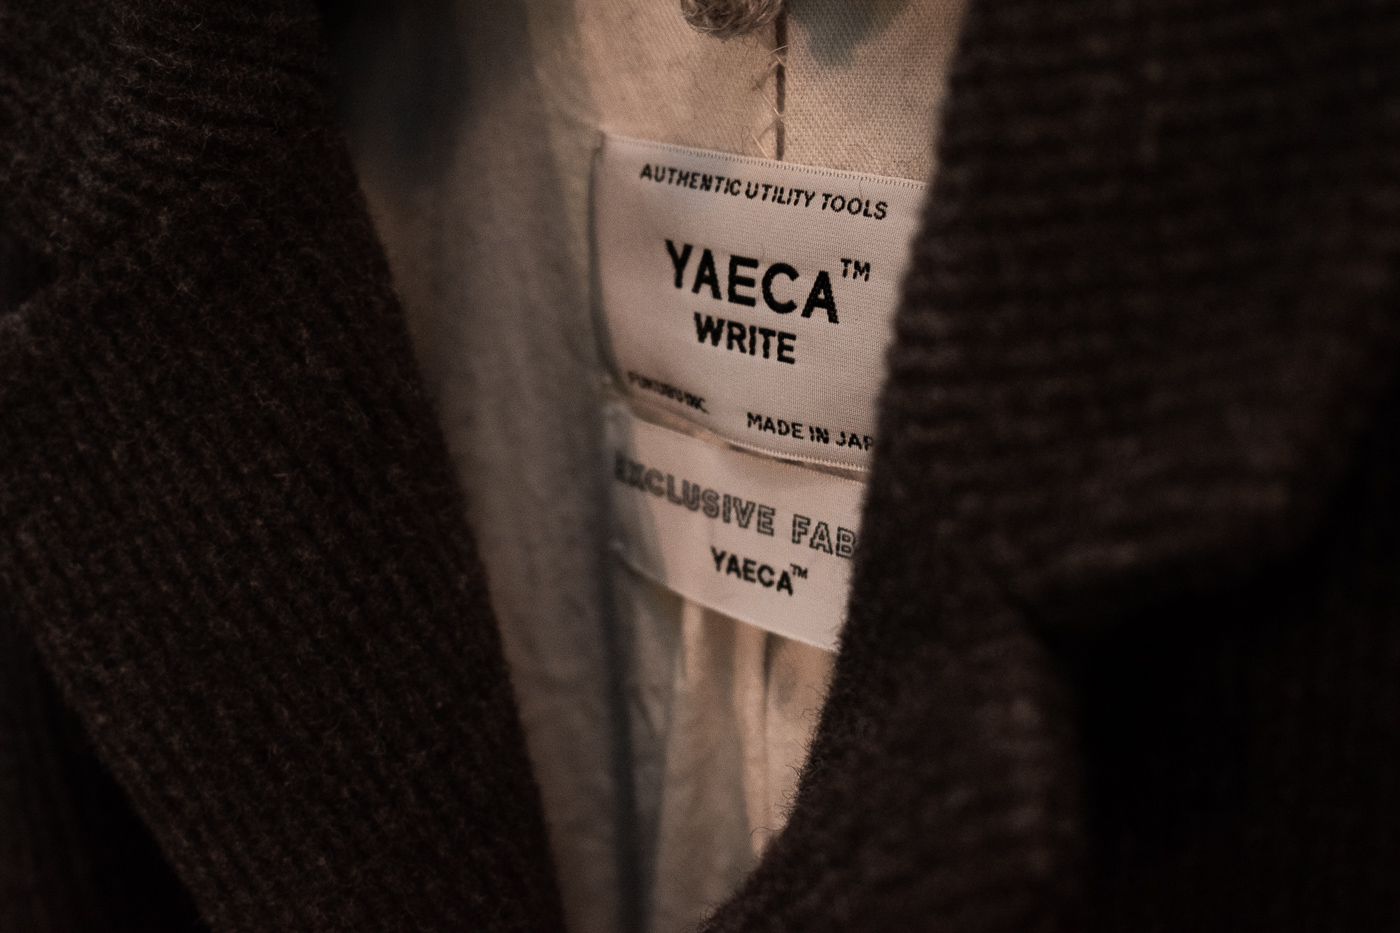 AUTHENTIC UTILITY TOOLS
YAECA™
WRITE
MADE IN JAP
EXCLUSIVE FAB
YAECA™